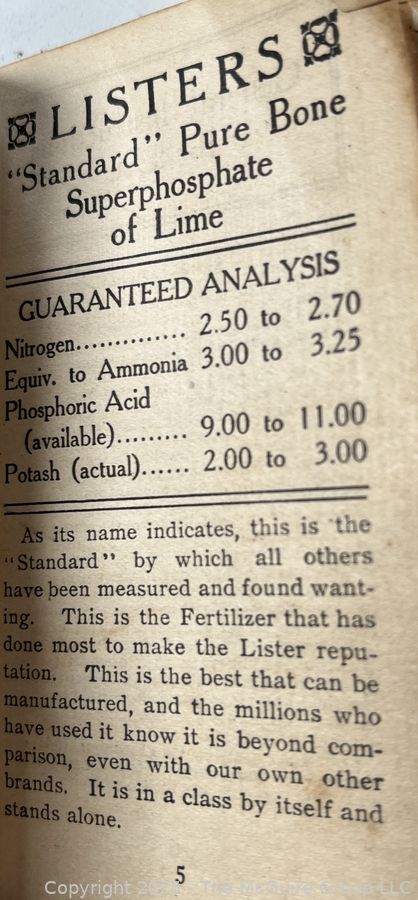 LISTERS
"Standard" Pure Bone
Superphosphate
of Lime
GUARANTEED ANALYSIS
Nitrogen.............. 2.50 to 2.70
Equiv. to Ammonia 3.00 to 3.25
Phosphoric Acid
(available)......... 9.00 to 11.00
Potash (actual)...... 2.00 to 3.00
As its name indicates, this is the
"Standard" by which all others
have been measured and found want-
ing. This is the Fertilizer that has
done most to make the Lister repu-
tation. This is the best that can be
manufactured, and the millions who
have used it know it is beyond com-
parison, even with our own other
brands. It is in a class by itself and
stands alone.
5
Copyright The McGuire Group LLC